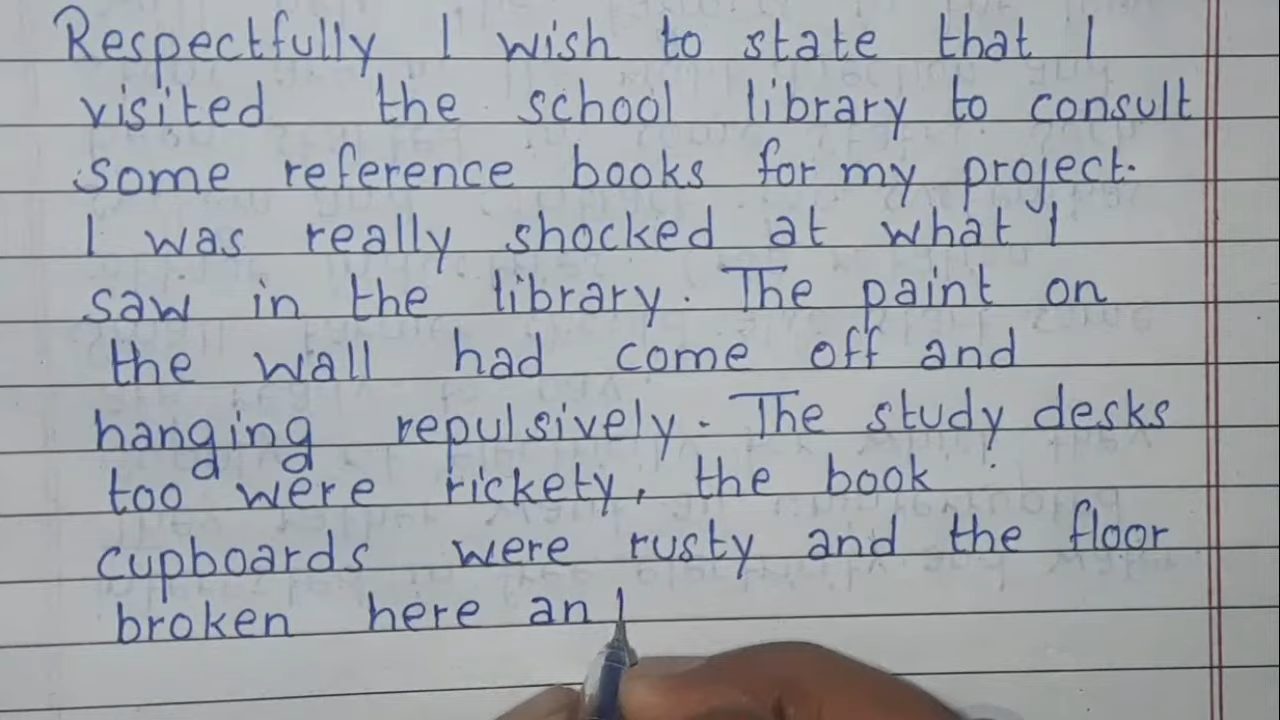 Respectfully I wish to state that I
visited the school library to consult
some reference books for my project.
I was really shocked at what I
saw in the library. The paint on
the wall had come off and
hanging repulsively. The study desks
too were rickety, the book
cupboards were rusty and the floor
broken here an